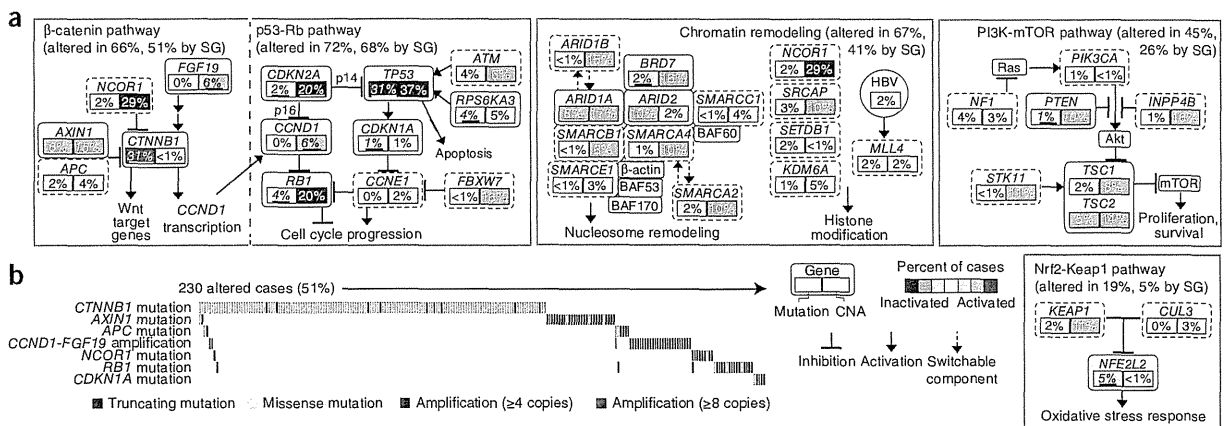 a
β-catenin pathway
(altered in 66%, 51% by SG)
FGF19
0% 6%
NCOR1
2% 29%
AXIN1
CTNNB1
<1%
APC
2% 4%
Wnt
target
genes
CCND1
transcription
p53-Rb pathway
(altered in 72%, 68% by SG)
CDKN2A
2% 20%
p14
TP53
31% 37%
ATM
4%
RPS6KA3
4% 5%
p16
CCND1
0% 6%
CDKN1A
1% 1%
Apoptosis
RB1
4% 20%
CCNE1
0% 2%
FBXW7
<1%
Cell cycle progression
Chromatin remodeling (altered in 67%,
41% by SG)
ARID1B
BRD7
2%
ARID1A
ARID2
2%
SMARCC1
<1% 4%
SMARCB1
<1%
SMARCA4
1%
BAF60
SMARCE1
<1% 3%
β-actin
BAF53
BAF170
SMARCA2
2%
Nucleosome remodeling
NCOR1
2% 29%
SRCAP
3%
SETDB1
2% <1%
KDM6A
1% 5%
HBV
2%
MLL4
2% 2%
Histone
modification
PI3K-mTOR pathway (altered in 45%,
26% by SG)
Ras
PIK3CA
1% <1%
NF1
4% 3%
PTEN
1%
INPP4B
1%
Akt
STK11
<1%
TSC1
2%
TSC2
mTOR
Proliferation,
survival
b
230 altered cases (51%)
CTNNB1 mutation
AXIN1 mutation
APC mutation
CCND1-FGF19 amplification
NCOR1 mutation
RB1 mutation
CDKN1A mutation
Truncating mutation Missense mutation Amplification (≥4 copies) Amplification (≥8 copies)
Gene
Mutation CNA
Percent of cases
Inactivated Activated
Inhibition Activation Switchable
component
Nrf2-Keap1 pathway
(altered in 19%, 5% by SG)
KEAP1
2%
CUL3
0% 3%
NFE2L2
5% <1%
Oxidative stress response